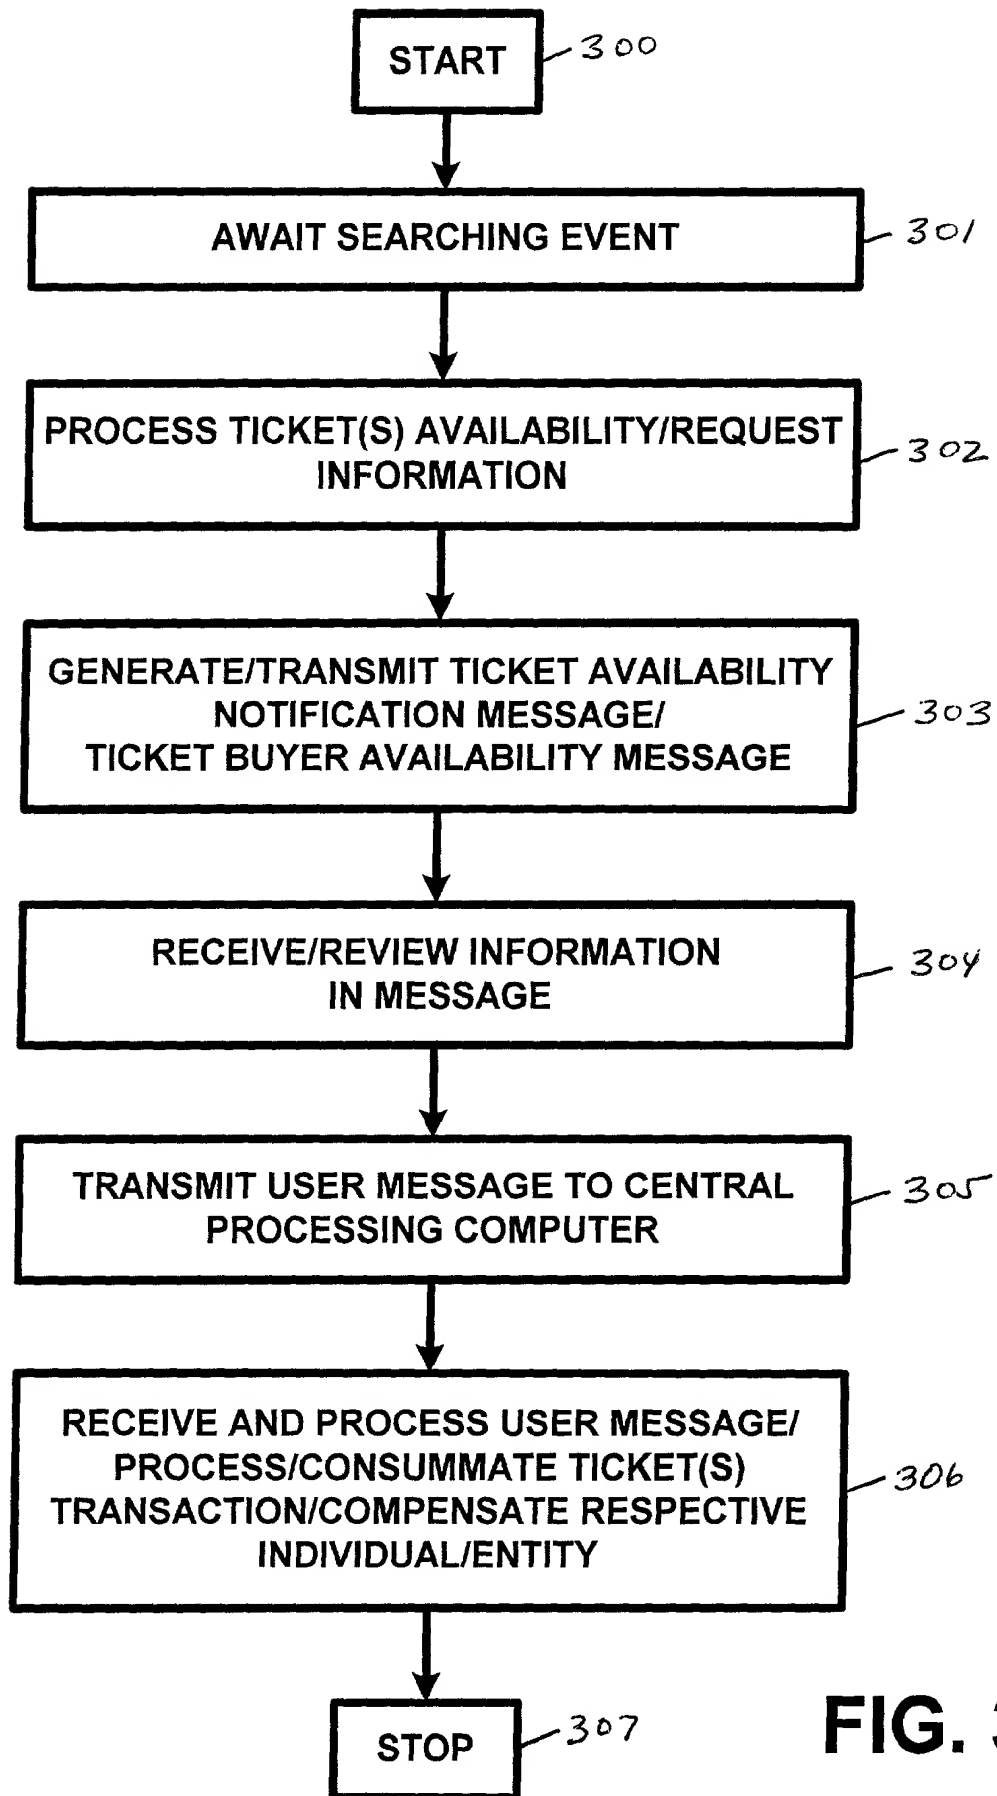 START
300
AWAIT SEARCHING EVENT
301
PROCESS TICKET(S) AVAILABILITY/REQUEST
INFORMATION
302
GENERATE/TRANSMIT TICKET AVAILABILITY
NOTIFICATION MESSAGE/
TICKET BUYER AVAILABILITY MESSAGE
303
RECEIVE/REVIEW INFORMATION
IN MESSAGE
304
TRANSMIT USER MESSAGE TO CENTRAL
PROCESSING COMPUTER
305
RECEIVE AND PROCESS USER MESSAGE/
PROCESS/CONSUMMATE TICKET(S)
TRANSACTION/COMPENSATE RESPECTIVE
INDIVIDUAL/ENTITY
306
STOP
307
FIG.